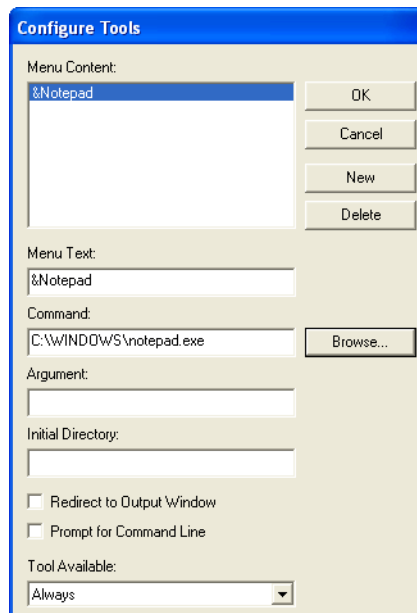 Configure Tools
Menu Content:
&Notepad
OK
Cancel
New
Delete
Menu Text:
&Notepad
Command:
C:\WINDOWS\notepad.exe
Browse...
Argument:
Initial Directory:
Redirect to Output Window
Prompt for Command Line
Tool Available:
Always